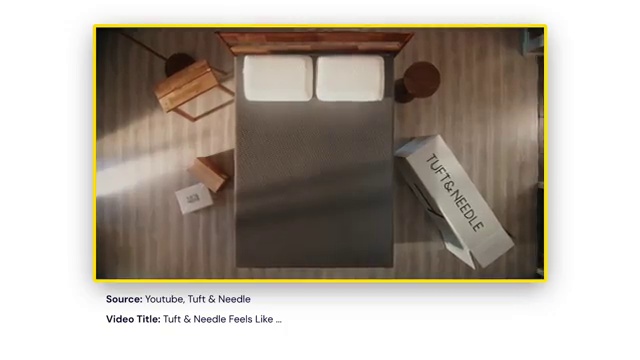 TUFT & NEEDLE
Source: Youtube, Tuft & Needle
Video Title: Tuft & Needle Feels Like ...